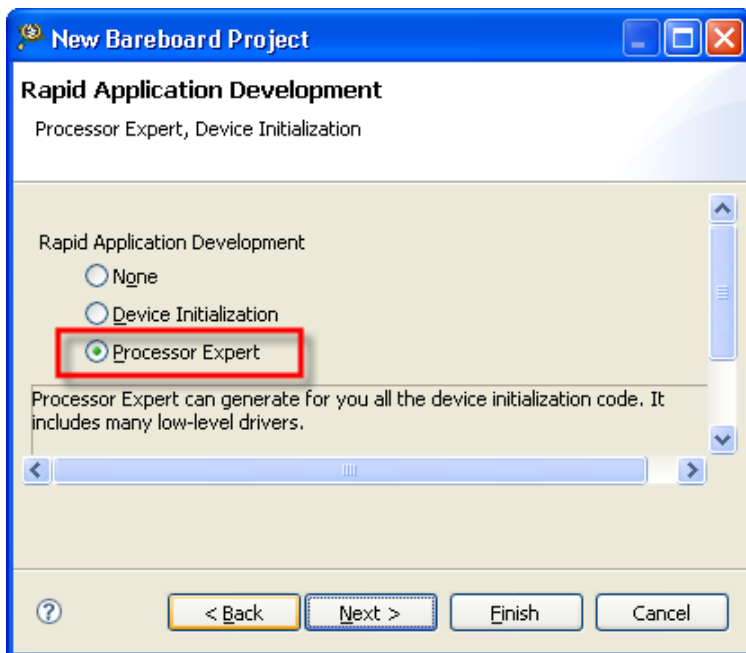 New Bareboard Project
Rapid Application Development
Processor Expert, Device Initialization
Rapid Application Development
None
Device Initialization
Processor Expert
Processor Expert can generate for you all the device initialization code. It
includes many low-level drivers.
?
< Back
Next >
Finish
Cancel